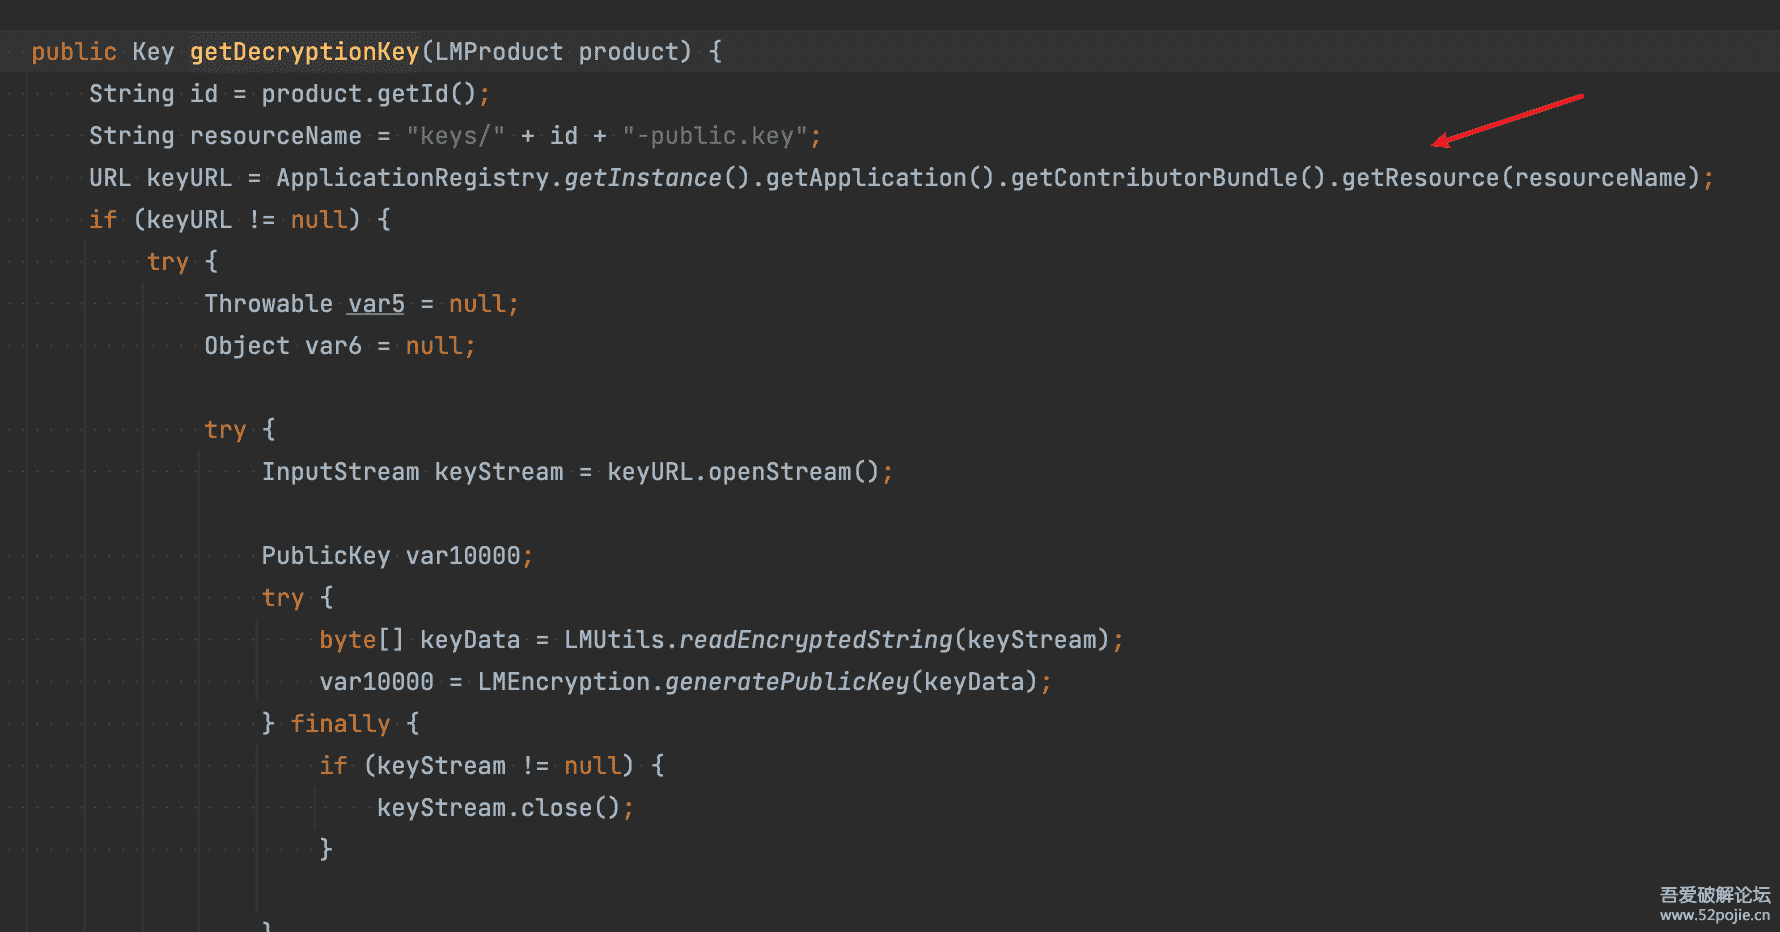 public Key getDecryptionKey(LMProduct product) {
String id = product.getId();
String resourceName = "keys/" + id + "-public.key";
URL keyURL = ApplicationRegistry.getInstance().getApplication().getContributorBundle().getResource(resourceName);
if (keyURL != null) {
try {
Throwable var5 = null;
Object var6 = null;
try {
InputStream keyStream = keyURL.openStream();
PublicKey var10000;
try {
byte[] keyData = LMUtils.readEncryptedString(keyStream);
var10000 = LMEncryption.generatePublicKey(keyData);
} finally {
if (keyStream != null) {
keyStream.close();
}
}
吾爱破解论坛
www.52pojie.cn